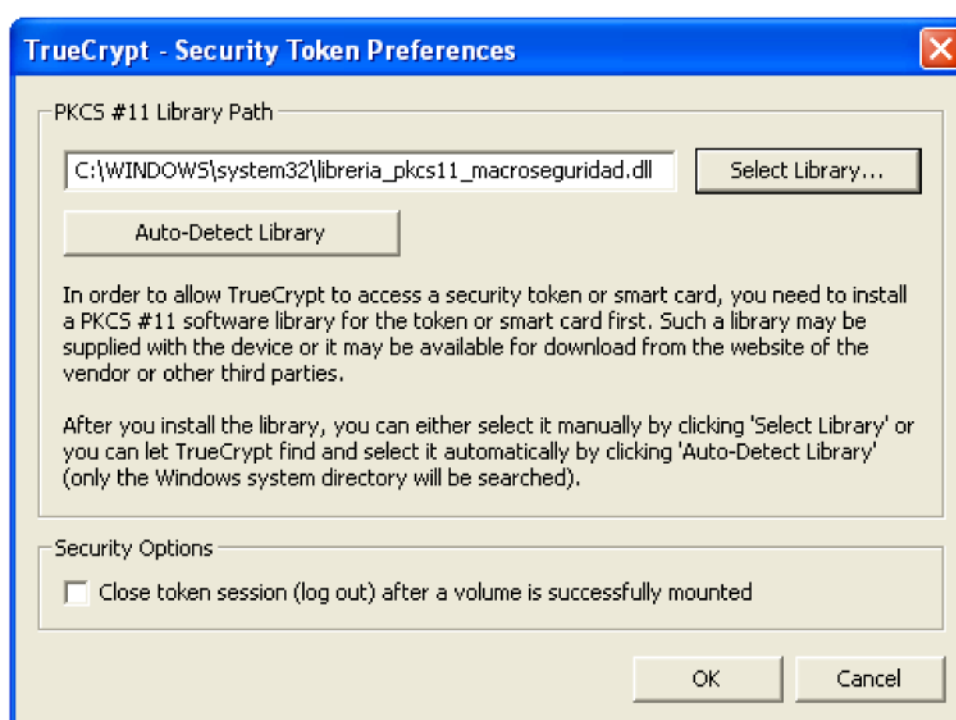 TrueCrypt - Security Token Preferences
PKCS #11 Library Path
C:\WINDOWS\system32\libreria_pkcs11_macroseguridad.dll
Select Library...
Auto-Detect Library
In order to allow TrueCrypt to access a security token or smart card, you need to install
a PKCS #11 software library for the token or smart card first. Such a library may be
supplied with the device or it may be available for download from the website of the
vendor or other third parties.
After you install the library, you can either select it manually by clicking 'Select Library' or
you can let TrueCrypt find and select it automatically by clicking 'Auto-Detect Library'
(only the Windows system directory will be searched).
Security Options
Close token session (log out) after a volume is successfully mounted
OK
Cancel